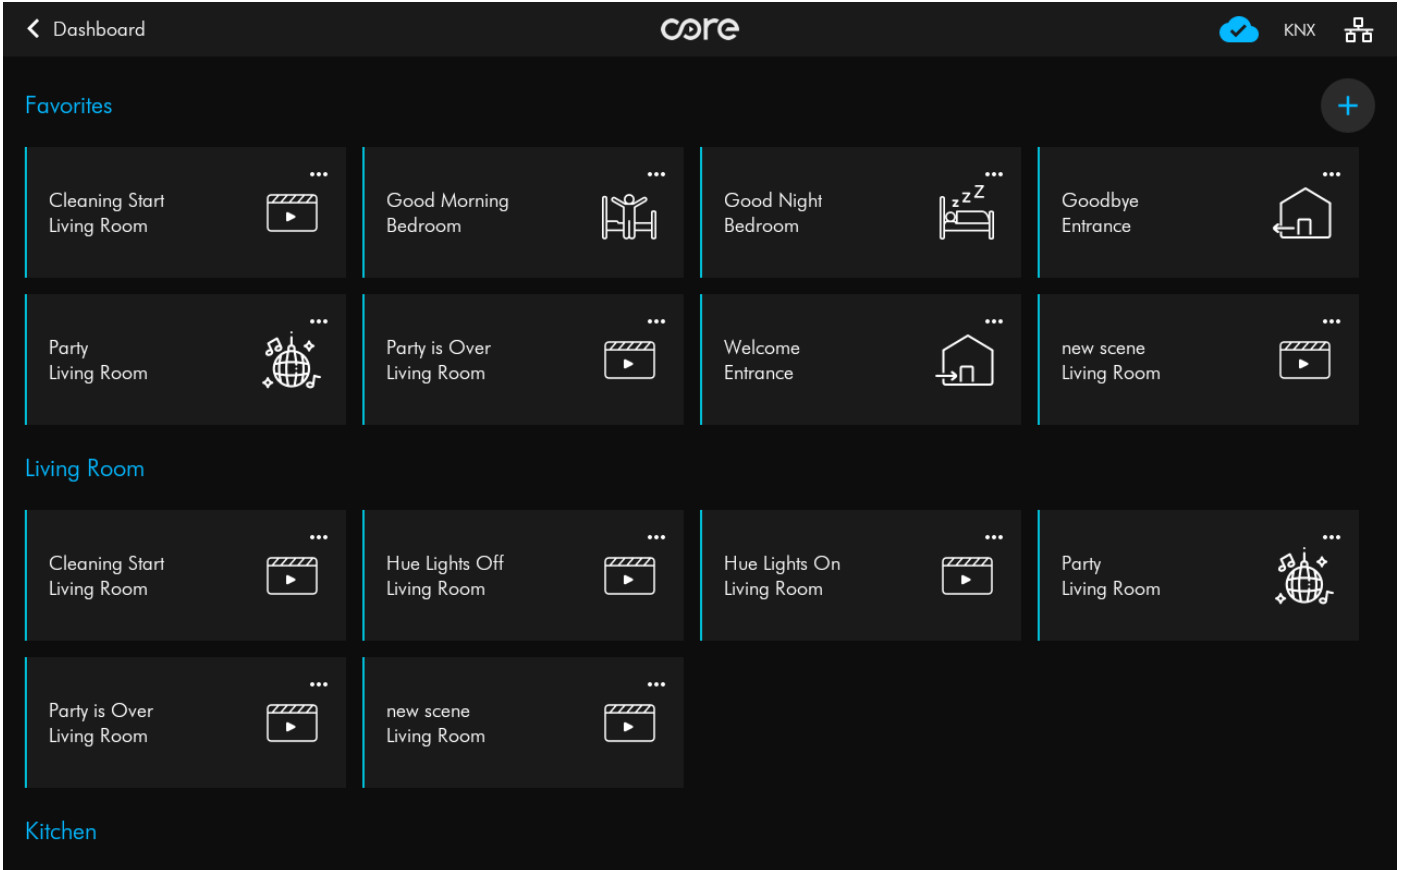 Dashboard
core
KNX
Favorites
Cleaning Start
Living Room
Good Morning
Bedroom
zzZ
Good Night
Bedroom
Goodbye
Entrance
Party
Living Room
Party is Over
Living Room
Welcome
Entrance
new scene
Living Room
Living Room
Cleaning Start
Living Room
Hue Lights Off
Living Room
Hue Lights On
Living Room
Party
Living Room
Party is Over
Living Room
new scene
Living Room
Kitchen